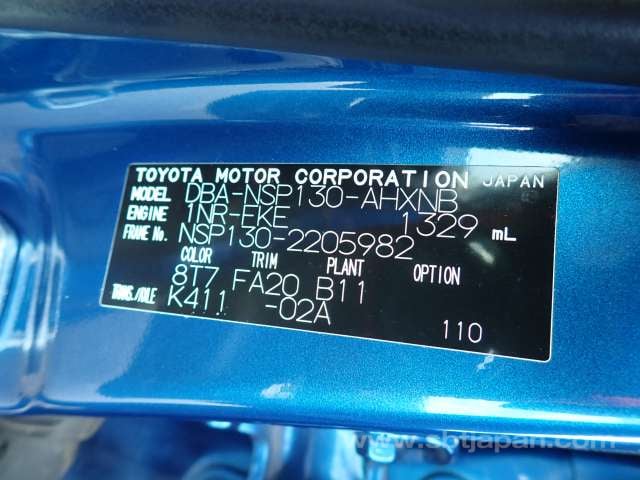 TOYOTA MOTOR CORPORATION JAPAN
MODEL DBA-NSP130-AHXNB
ENGINE 1NR-FKE 1329 mL
FRAME No. NSP130-2205982
COLOR TRIM PLANT OPTION
8T7 FA20 B11
TRANS./AXLE K411 -02A
110
www.sbtjapan.com